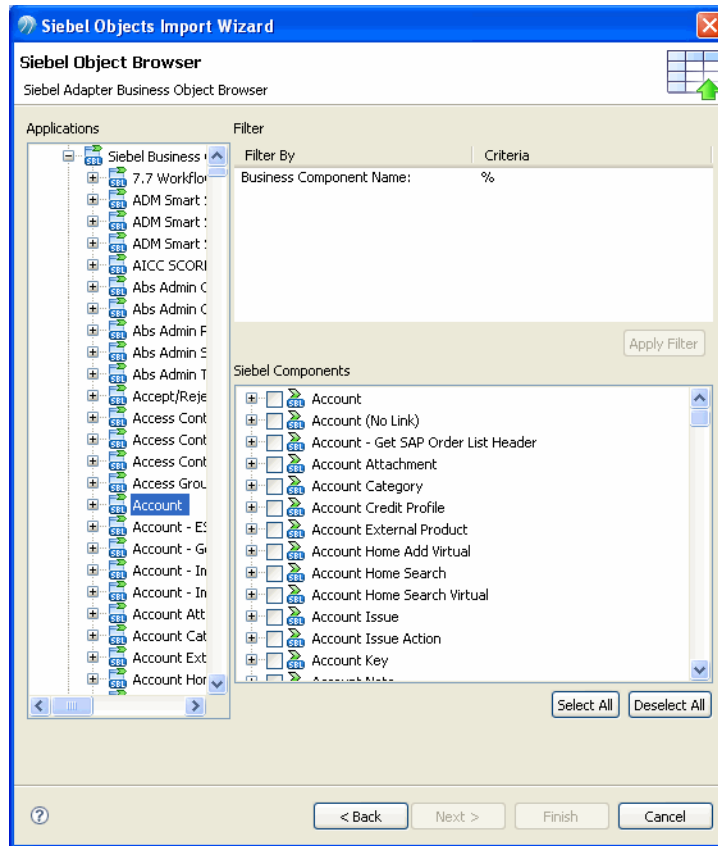 Siebel Objects Import Wizard
Siebel Object Browser
Siebel Adapter Business Object Browser
Applications
Siebel Business
7.7 Workflo
ADM Smart
ADM Smart
ADM Smart
AICC SCOR
Abs Admin
Abs Admin
Abs Admin
Abs Admin
Abs Admin
Accept/Reje
Access Cont
Access Cont
Access Cont
Access Grou
Account
Account - ES
Account - G
Account - In
Account - In
Account Att
Account Cat
Account Ext
Account Hor
Filter
Filter By Criteria
Business Component Name: %
Apply Filter
Siebel Components
Account
Account (No Link)
Account - Get SAP Order List Header
Account Attachment
Account Category
Account Credit Profile
Account External Product
Account Home Add Virtual
Account Home Search
Account Home Search Virtual
Account Issue
Account Issue Action
Account Key
Select All Deselect All
? < Back Next > Finish Cancel